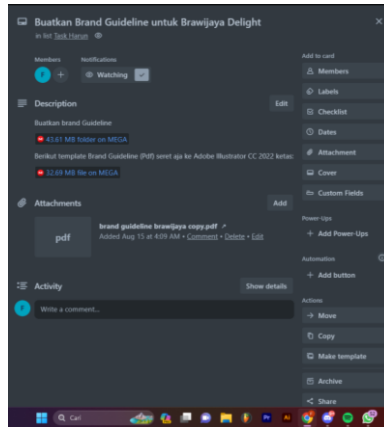 Buatkan Brand Guideline untuk Brawijaya Delight
in list Task Harun
Members
Notifications
F
Watching
Description
Edit
Buatkan brand Guideline
43.61 MB folder on MEGA
Berikut template Brand Guideline (Pdf) seret aja ke Adobe Illustrator CC 2022 ketas:
32.69 MB file on MEGA
Attachments
Add
pdf
brand guideline brawijaya copy.pdf
Added Aug 15 at 4:09 AM • Comment • Delete • Edit
Activity
Show details
F
Write a comment...
Add to card
Members
Labels
Checklist
Dates
Attachment
Cover
Custom Fields
Power-Ups
+ Add Power-Ups
Automation
+ Add button
Actions
Move
Copy
Make template
Archive
Share
Cari
Pr
Ai